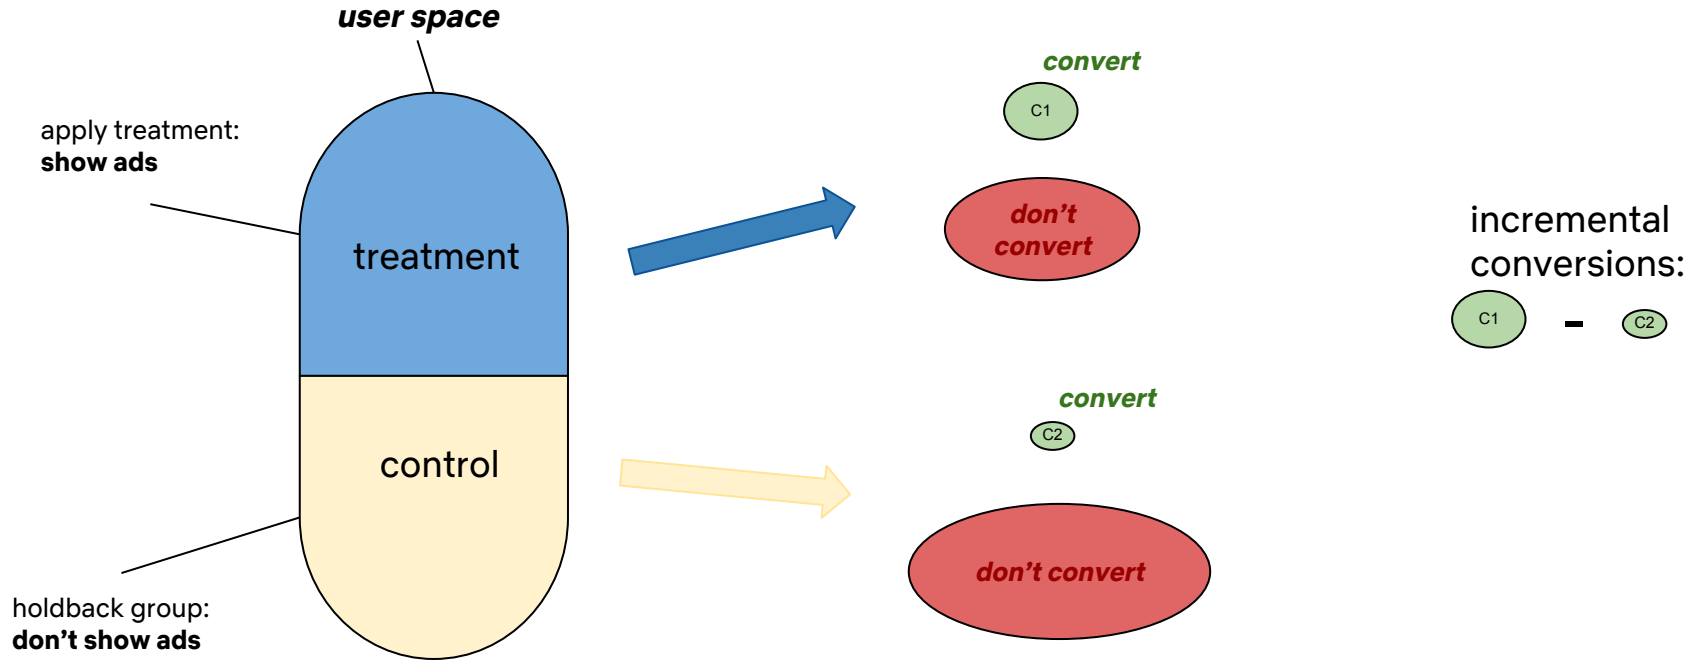 user space
apply treatment:
show ads
treatment
control
holdback group:
don't show ads
convert
C1
don't
convert
convert
C2
don't convert
incremental
conversions:
C1 - C2